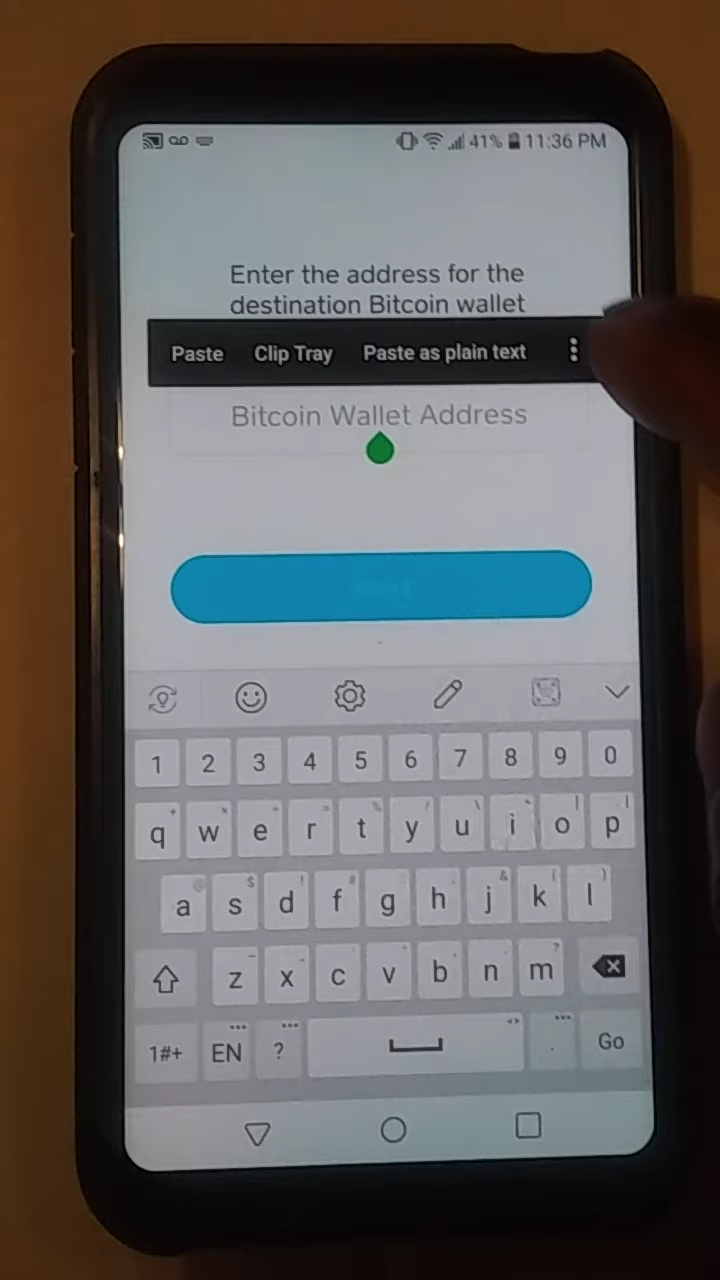 41% 11:36 PM
Enter the address for the
destination Bitcoin wallet
Paste Clip Tray Paste as plain text
Bitcoin Wallet Address
1 2 3 4 5 6 7 8 9 0
q w e r t y u i o p
a s d f g h j k l
z x c v b n m
1#+ EN ? . Go